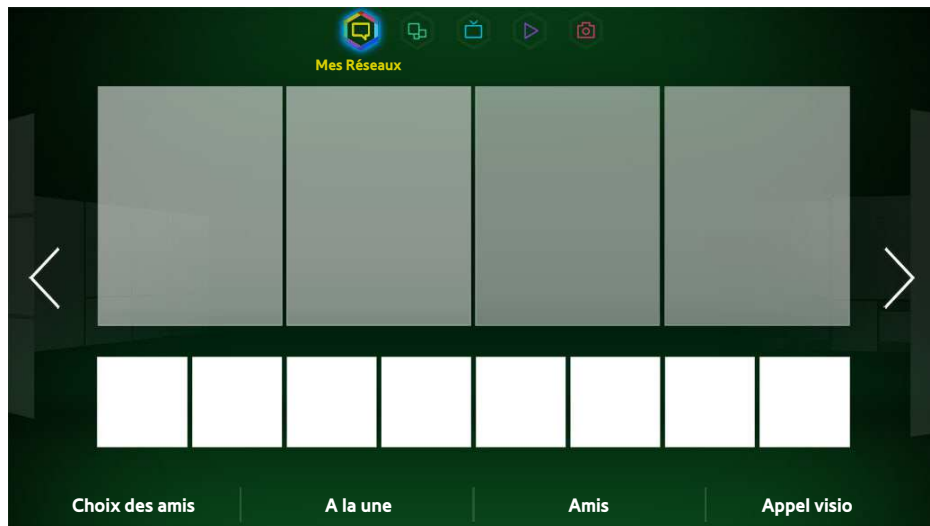 Mes Réseaux
Choix des amis
A la une
Amis
Appel visio